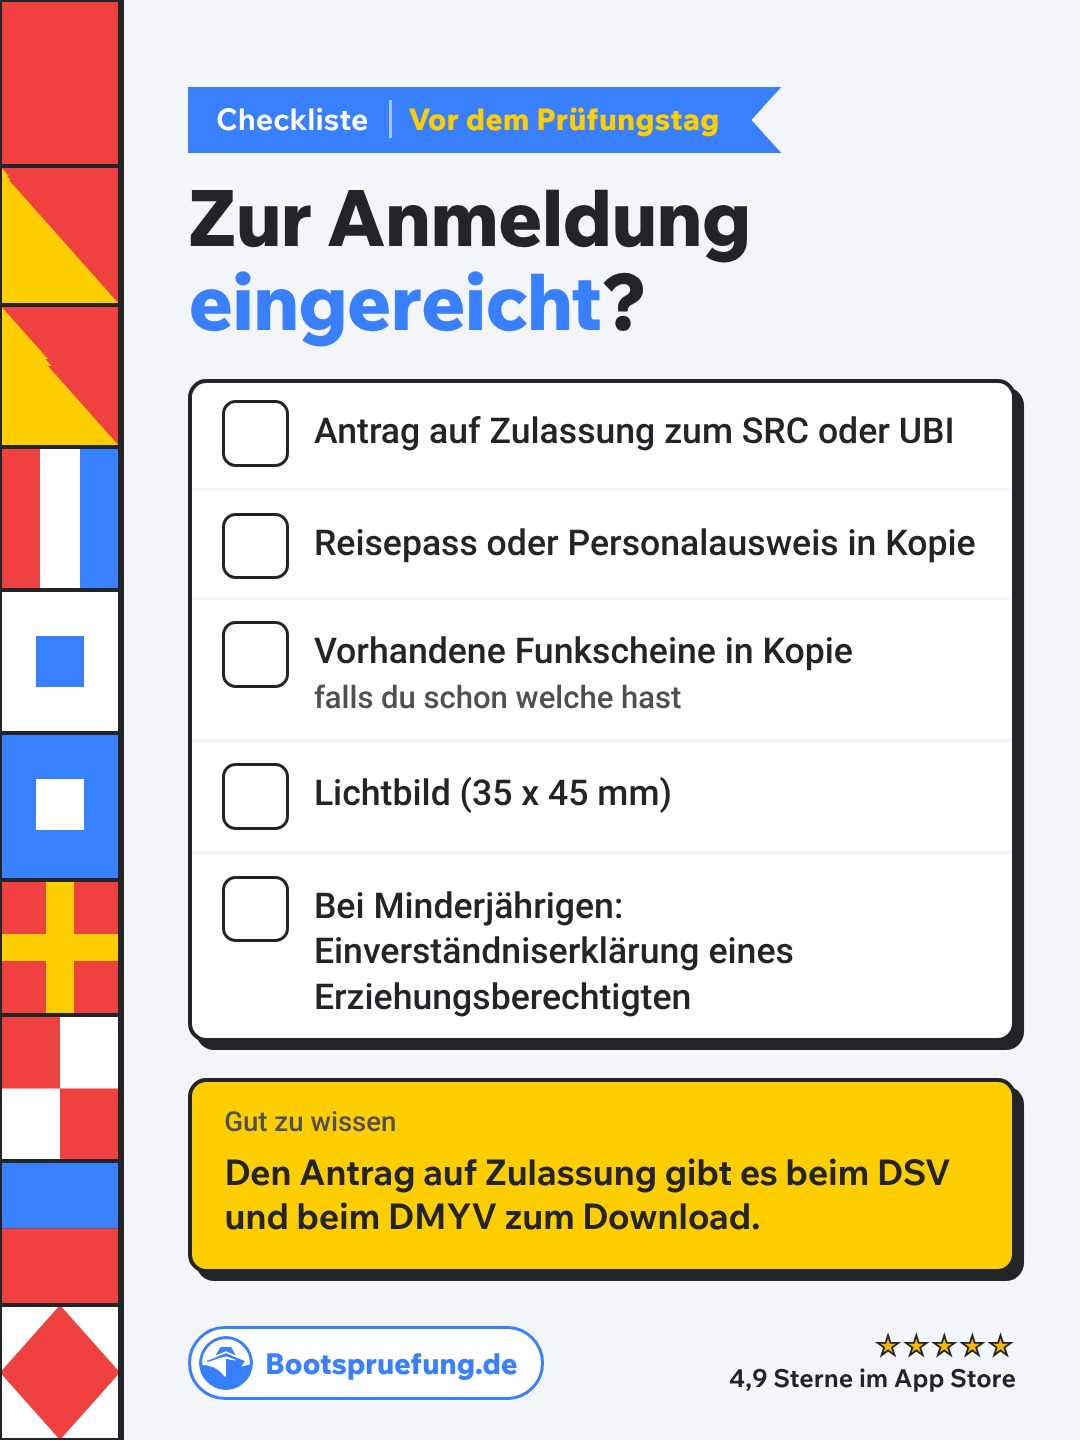 Checkliste | Vor dem Prüfungstag
Zur Anmeldung
eingereicht?
Antrag auf Zulassung zum SRC oder UBI
Reisepass oder Personalausweis in Kopie
Vorhandene Funkscheine in Kopie
falls du schon welche hast
Lichtbild (35 x 45 mm)
Bei Minderjährigen:
Einverständniserklärung eines
Erziehungsberechtigten
Gut zu wissen
Den Antrag auf Zulassung gibt es beim DSV
und beim DMYV zum Download.
Bootspruefung.de
4,9 Sterne im App Store